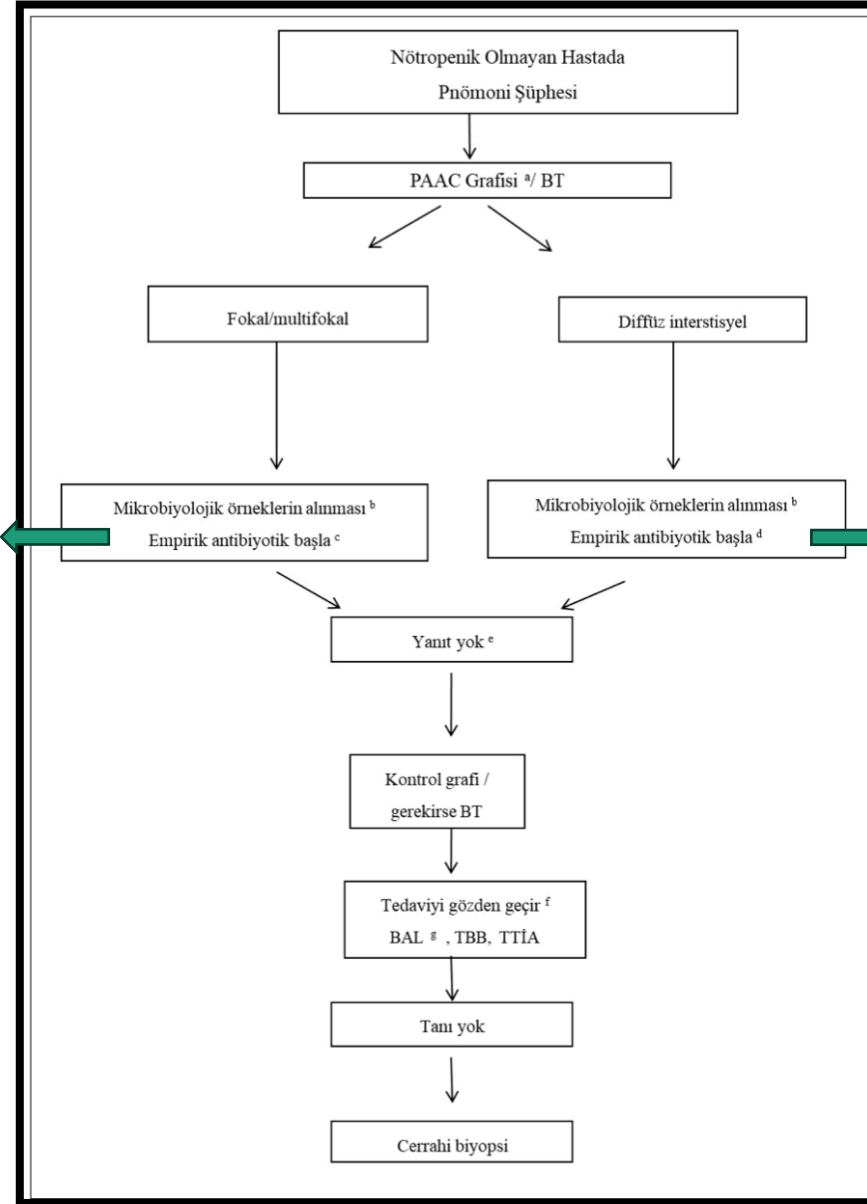 Nötropenik Olmayan Hastada
Pnömoni Şüphesi
PAAC Grafisi ᵃ/ BT
Fokal/multifokal
Diffüz interstisyel
Mikrobiyolojik örneklerin alınması ᵇ
Empirik antibiyotik başla ᶜ
Mikrobiyolojik örneklerin alınması ᵇ
Empirik antibiyotik başla ᵈ
Yanıt yok ᵉ
Kontrol grafi /
gerekirse BT
Tedaviyi gözden geçir ᶠ
BAL ᵍ , TBB, TTİA
Tanı yok
Cerrahi biyopsi